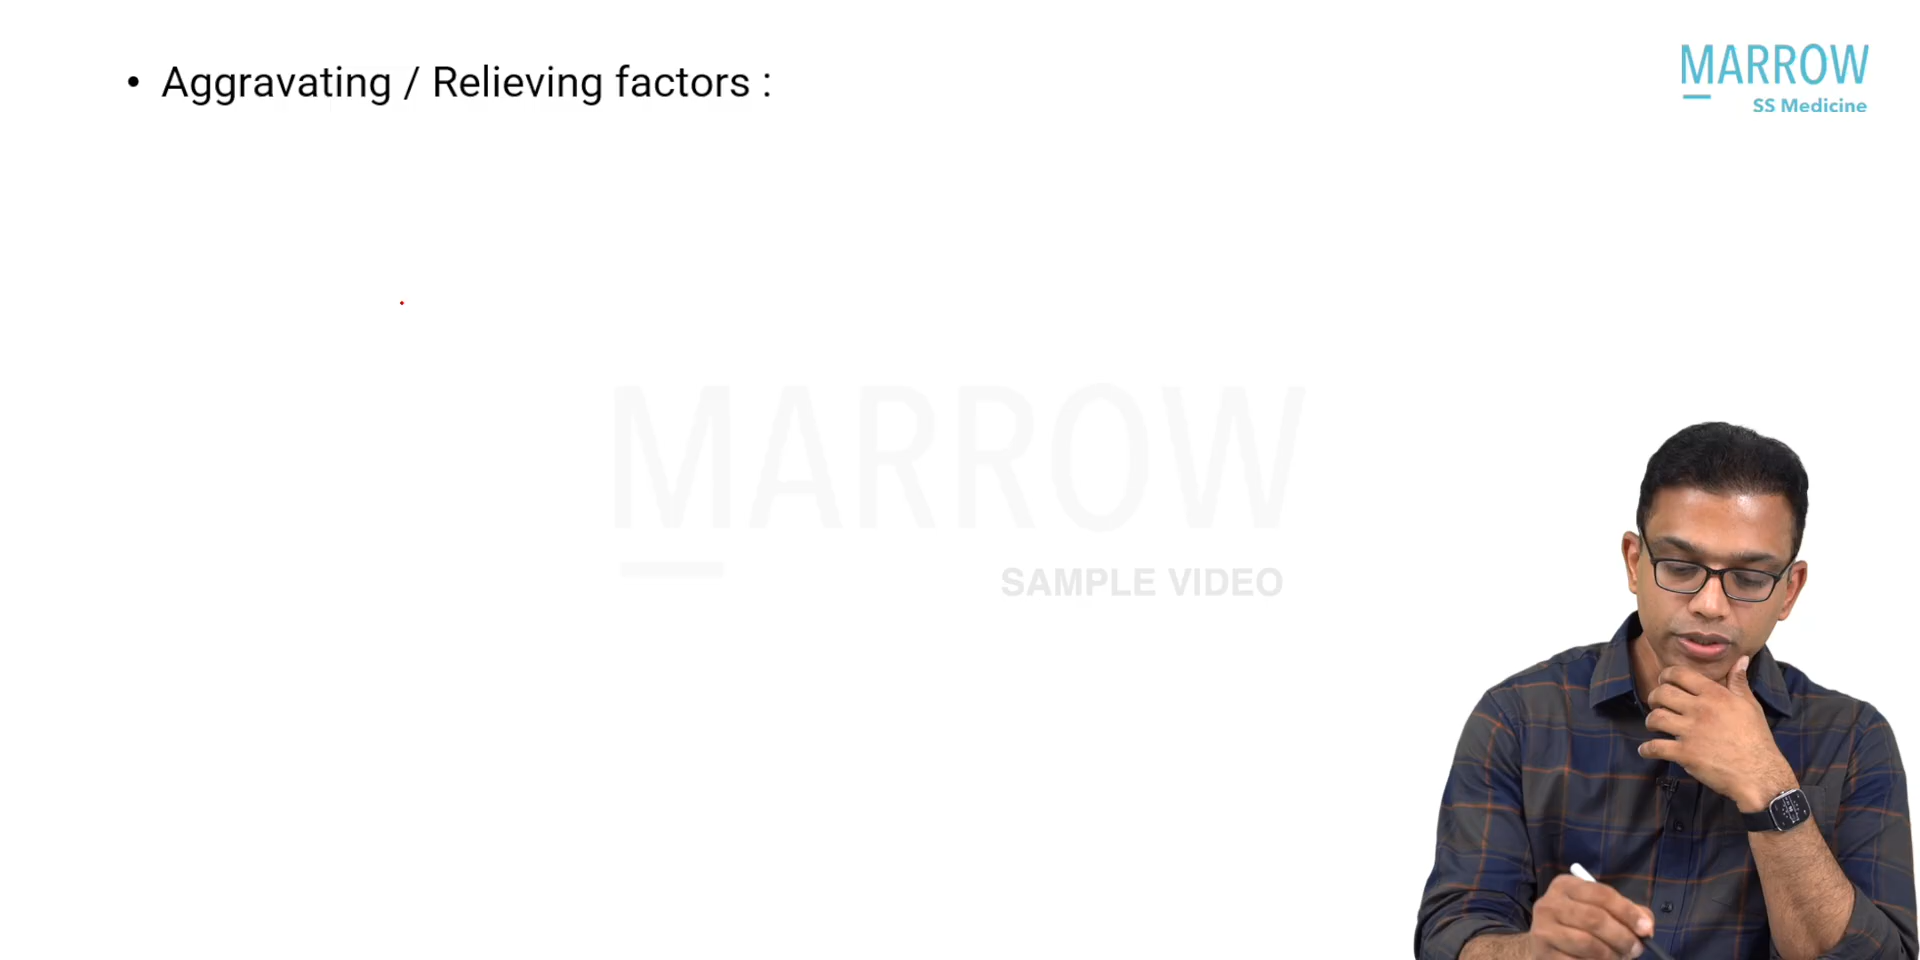 • Aggravating / Relieving factors :
MARROW
SS Medicine
MARROW
SAMPLE VIDEO